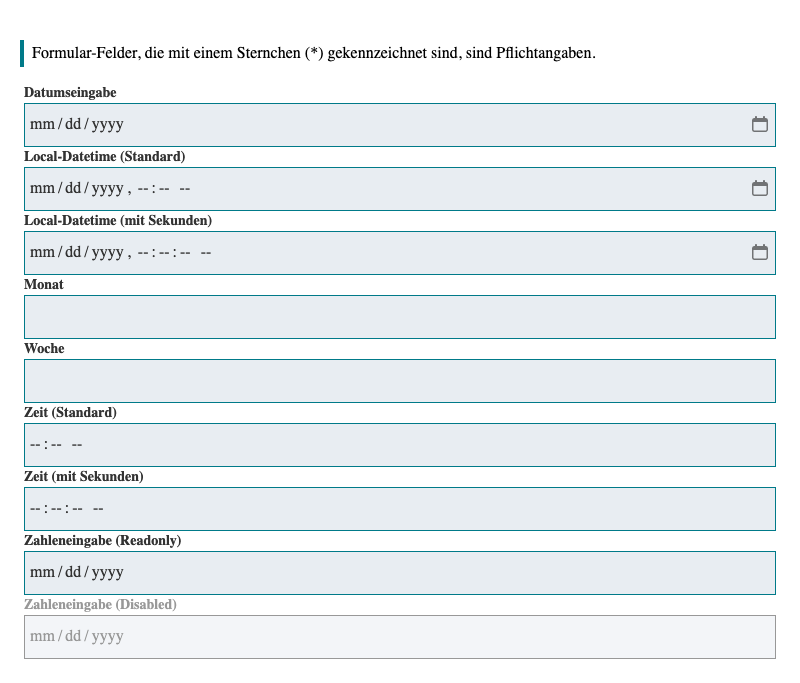 Formular-Felder, die mit einem Sternchen (*) gekennzeichnet sind, sind Pflichtangaben.
Datumseingabe
mm/dd/yyyy
Local-Datetime (Standard)
mm/dd/yyyy, --:-- --
Local-Datetime (mit Sekunden)
mm/dd/yyyy, --:--:-- --
Monat
Woche
Zeit (Standard)
--:-- --
Zeit (mit Sekunden)
--:--:-- --
Zahleneingabe (Readonly)
mm/dd/yyyy
Zahleneingabe (Disabled)
mm/dd/yyyy